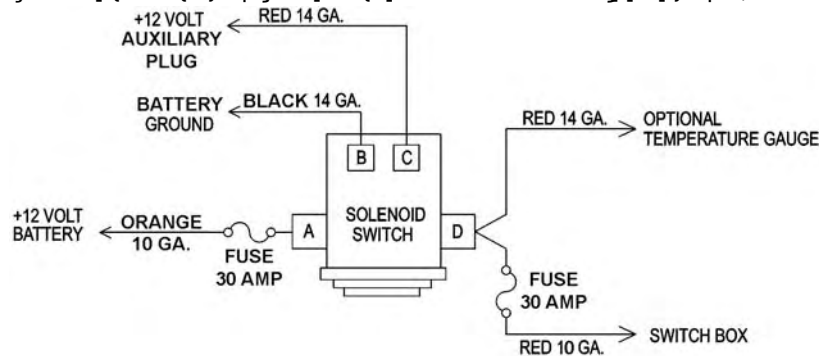 +12 VOLT
AUXILIARY
PLUG
RED 14 GA.
BATTERY
GROUND
BLACK 14 GA.
B
C
RED 14 GA.
OPTIONAL
TEMPERATURE GAUGE
+12 VOLT
BATTERY
ORANGE
10 GA.
FUSE
30 AMP
A
SOLENOID
SWITCH
D
FUSE
30 AMP
RED 10 GA.
SWITCH BOX